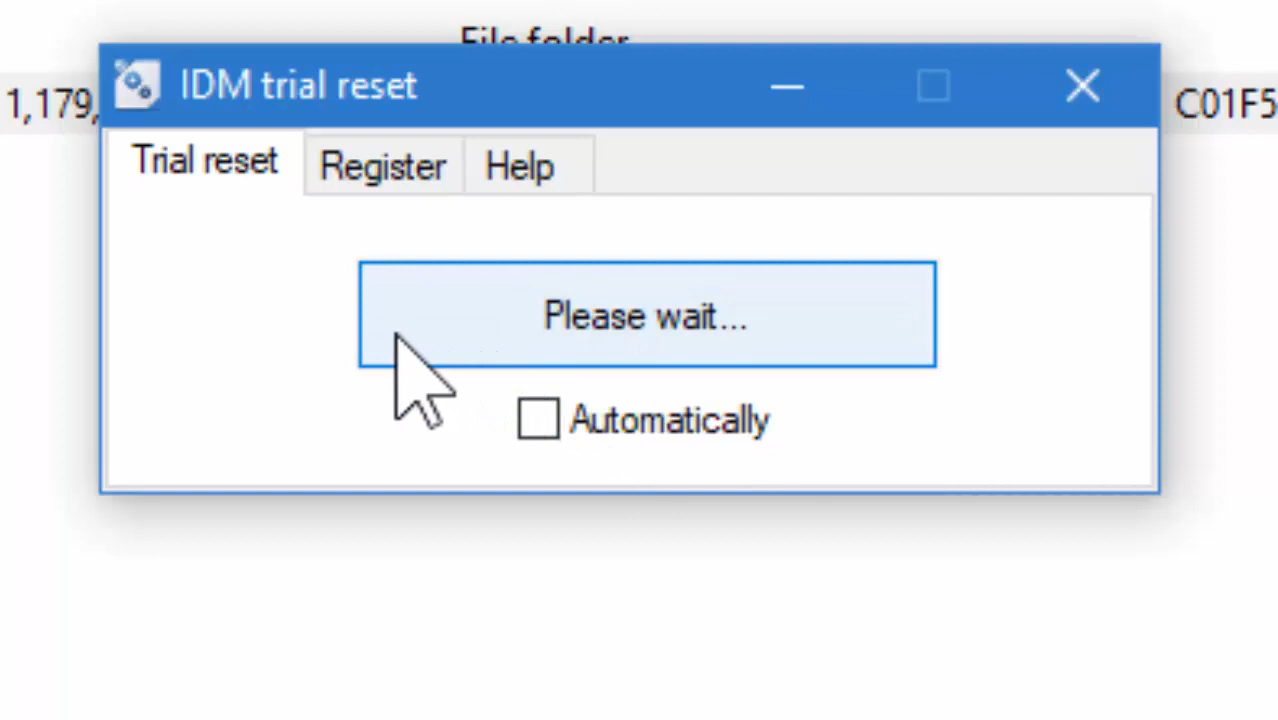 File folder
IDM trial reset
1,179,
C01F5
Trial reset
Register
Help
Please wait...
Automatically